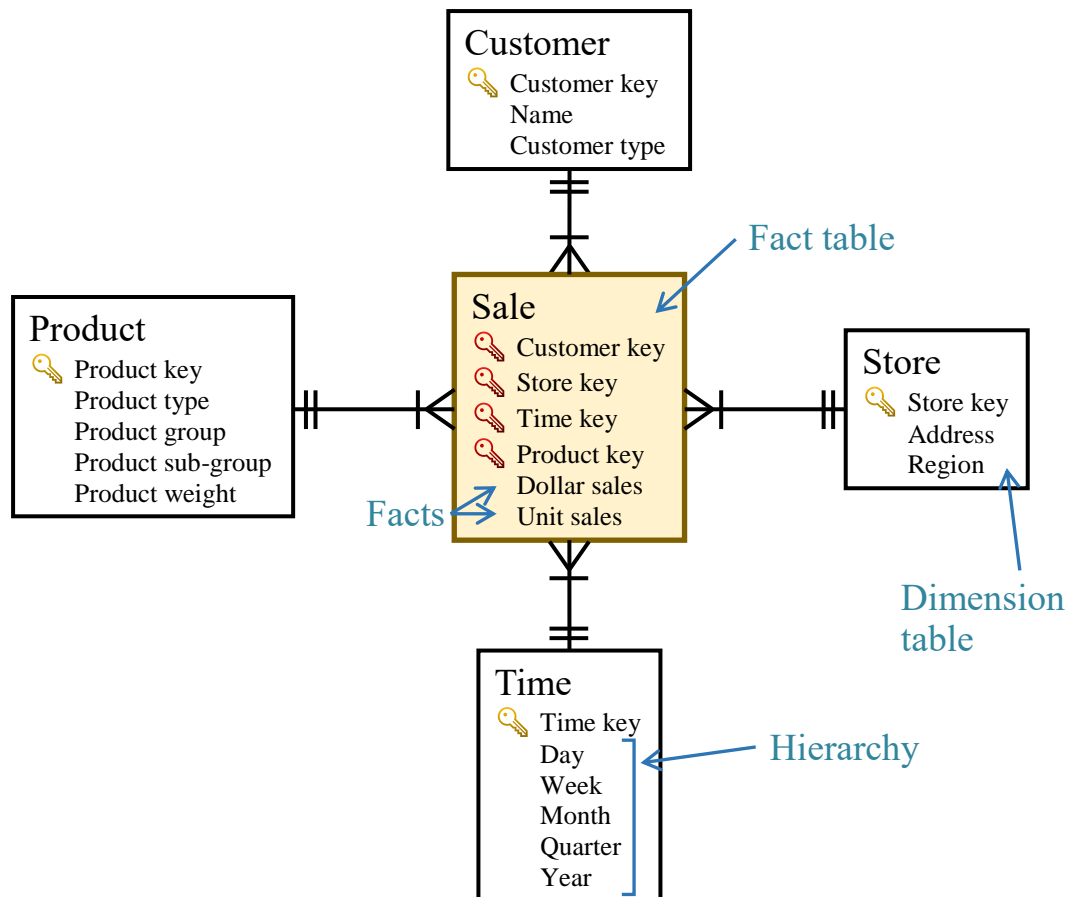 Customer
Customer key
Name
Customer type
Fact table
Product
Product key
Product type
Product group
Product sub-group
Product weight
Sale
Customer key
Store key
Time key
Product key
Dollar sales
Unit sales
Facts
Store
Store key
Address
Region
Dimension
table
Time
Time key
Day
Week
Month
Quarter
Year
Hierarchy